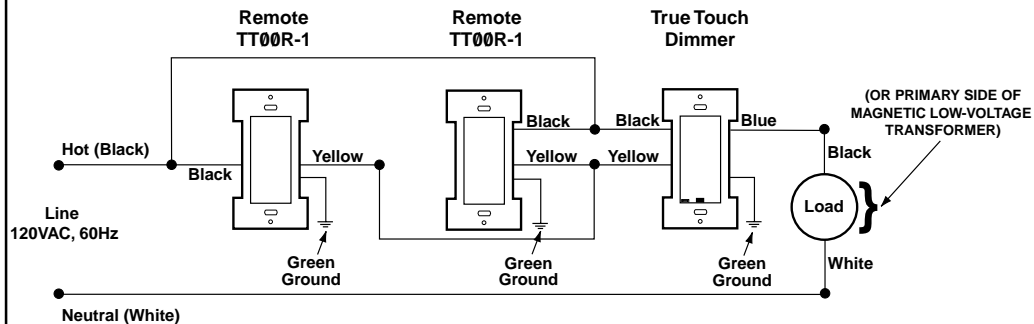 Remote
TT00R-1
Remote
TT00R-1
True Touch
Dimmer
(OR PRIMARY SIDE OF
MAGNETIC LOW-VOLTAGE
TRANSFORMER)
Hot (Black)
Black
Yellow
Black
Yellow
Black
Yellow
Blue
Black
Load
White
Line
120VAC, 60Hz
Green
Ground
Green
Ground
Green
Ground
Neutral (White)